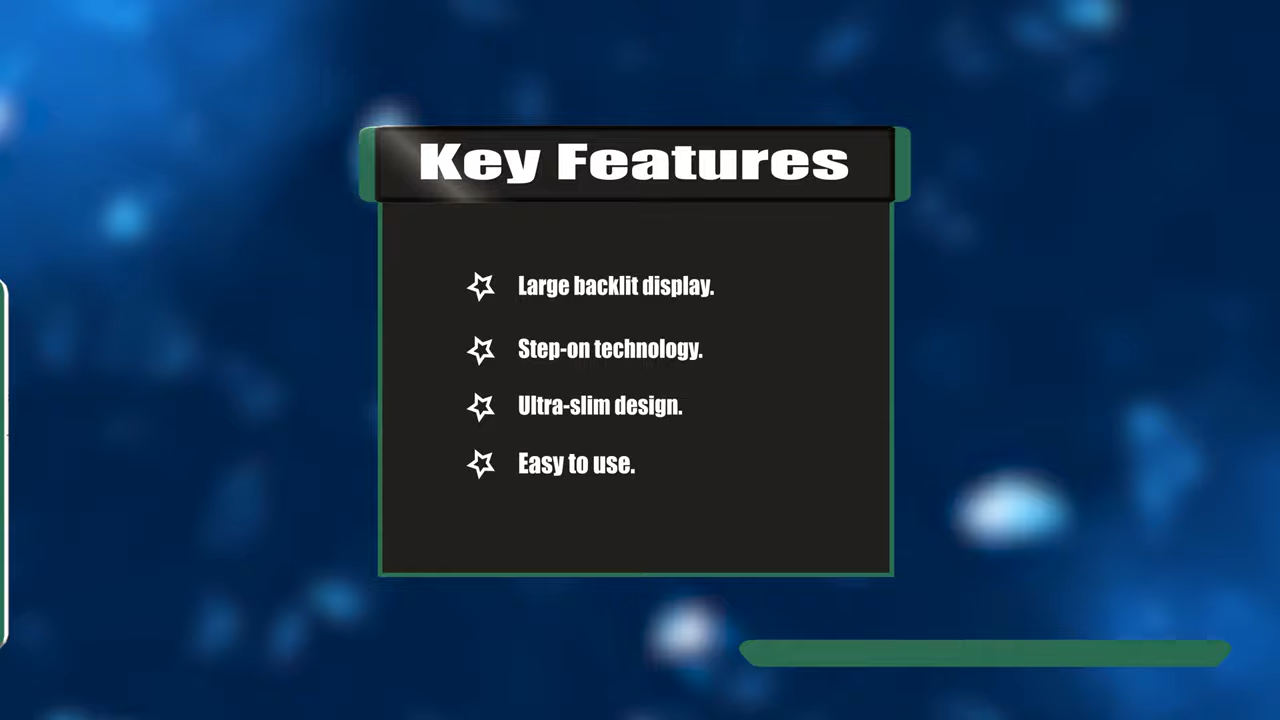 Key Features
Large backlit display.
Step-on technology.
Ultra-slim design.
Easy to use.